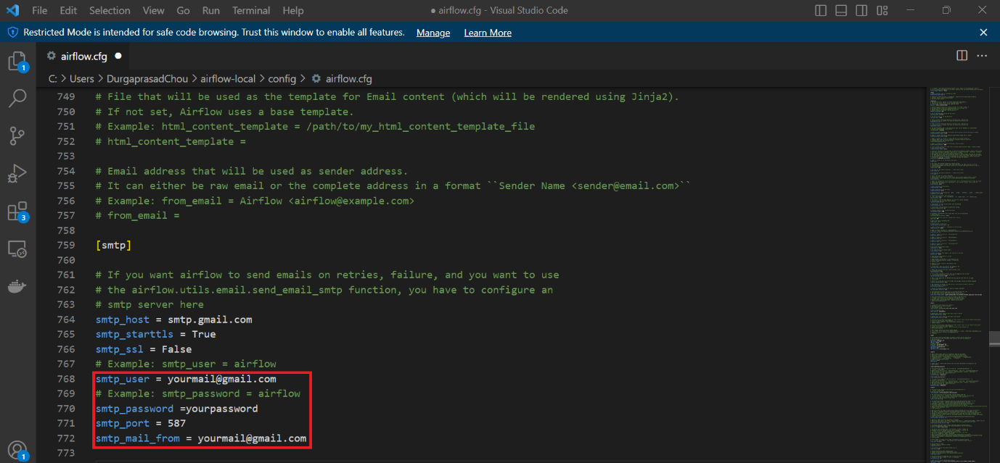 File Edit Selection View Go Run Terminal Help ● airflow.cfg - Visual Studio Code
Restricted Mode is intended for safe code browsing. Trust this window to enable all features. Manage Learn More
airflow.cfg
C: > Users > DurgaprasadChou > airflow-local > config > airflow.cfg
749 # File that will be used as the template for Email content (which will be rendered using Jinja2).
750 # If not set, Airflow uses a base template.
751 # Example: html_content_template = /path/to/my_html_content_template_file
752 # html_content_template =
753
754 # Email address that will be used as sender address.
755 # It can either be raw email or the complete address in a format ``Sender Name <sender@email.com>``
756 # Example: from_email = Airflow <airflow@example.com>
757 # from_email =
758
759 [smtp]
760
761 # If you want airflow to send emails on retries, failure, and you want to use
762 # the airflow.utils.email.send_email_smtp function, you have to configure an
763 # smtp server here
764 smtp_host = smtp.gmail.com
765 smtp_starttls = True
766 smtp_ssl = False
767 # Example: smtp_user = airflow
768 smtp_user = yourmail@gmail.com
769 # Example: smtp_password = airflow
770 smtp_password =yourpassword
771 smtp_port = 587
772 smtp_mail_from = yourmail@gmail.com
773
1
3
1